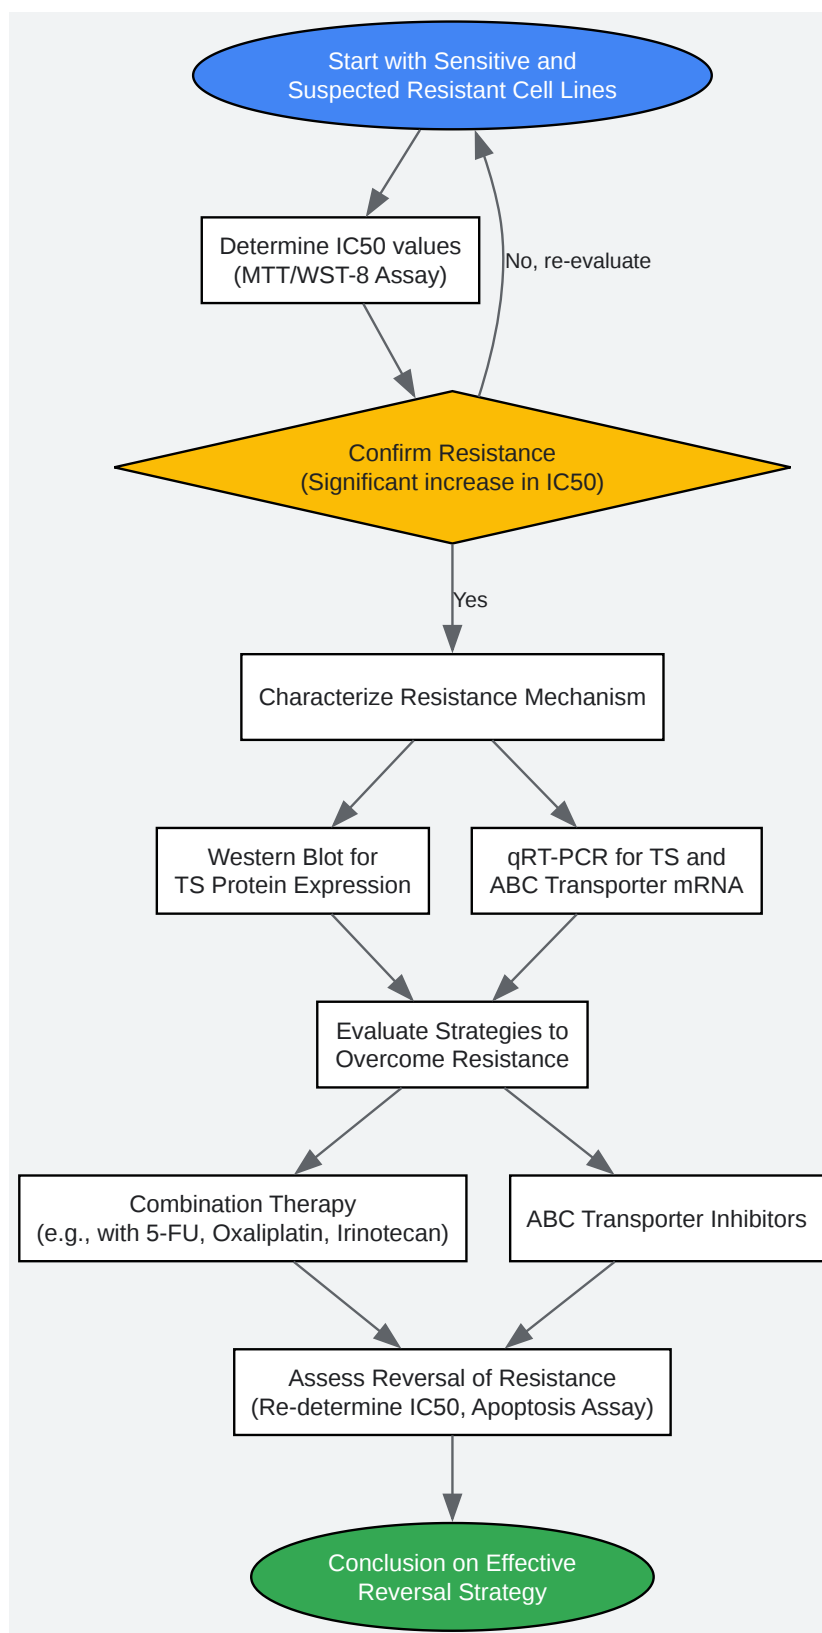 Start with Sensitive and
Suspected Resistant Cell Lines
Determine IC50 values
(MTT/WST-8 Assay)
No, re-evaluate
Confirm Resistance
(Significant increase in IC50)
Yes
Characterize Resistance Mechanism
Western Blot for
TS Protein Expression
qRT-PCR for TS and
ABC Transporter mRNA
Evaluate Strategies to
Overcome Resistance
Combination Therapy
(e.g., with 5-FU, Oxaliplatin, Irinotecan)
ABC Transporter Inhibitors
Assess Reversal of Resistance
(Re-determine IC50, Apoptosis Assay)
Conclusion on Effective
Reversal Strategy